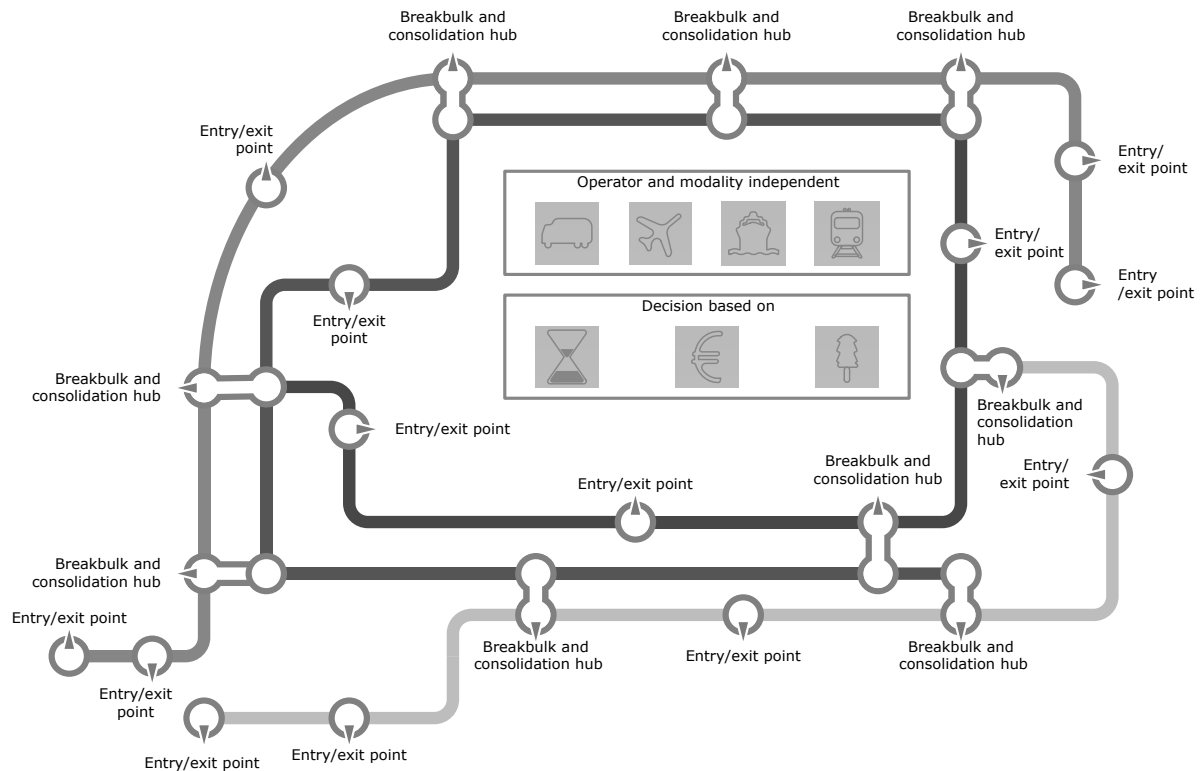 Breakbulk and
consolidation hub
Breakbulk and
consolidation hub
Breakbulk and
consolidation hub
Entry/exit
point
Entry/
exit point
Operator and modality independent
Entry/
exit point
Entry
/exit point
Decision based on
Entry/exit
point
Breakbulk and
consolidation hub
Breakbulk and
consolidation
hub
Entry/exit point
Breakbulk and
consolidation hub
Entry/
exit point
Entry/exit point
Breakbulk and
consolidation hub
Entry/exit point
Breakbulk and
consolidation hub
Entry/exit point
Breakbulk and
consolidation hub
Entry/exit
point
Entry/exit point
Entry/exit point